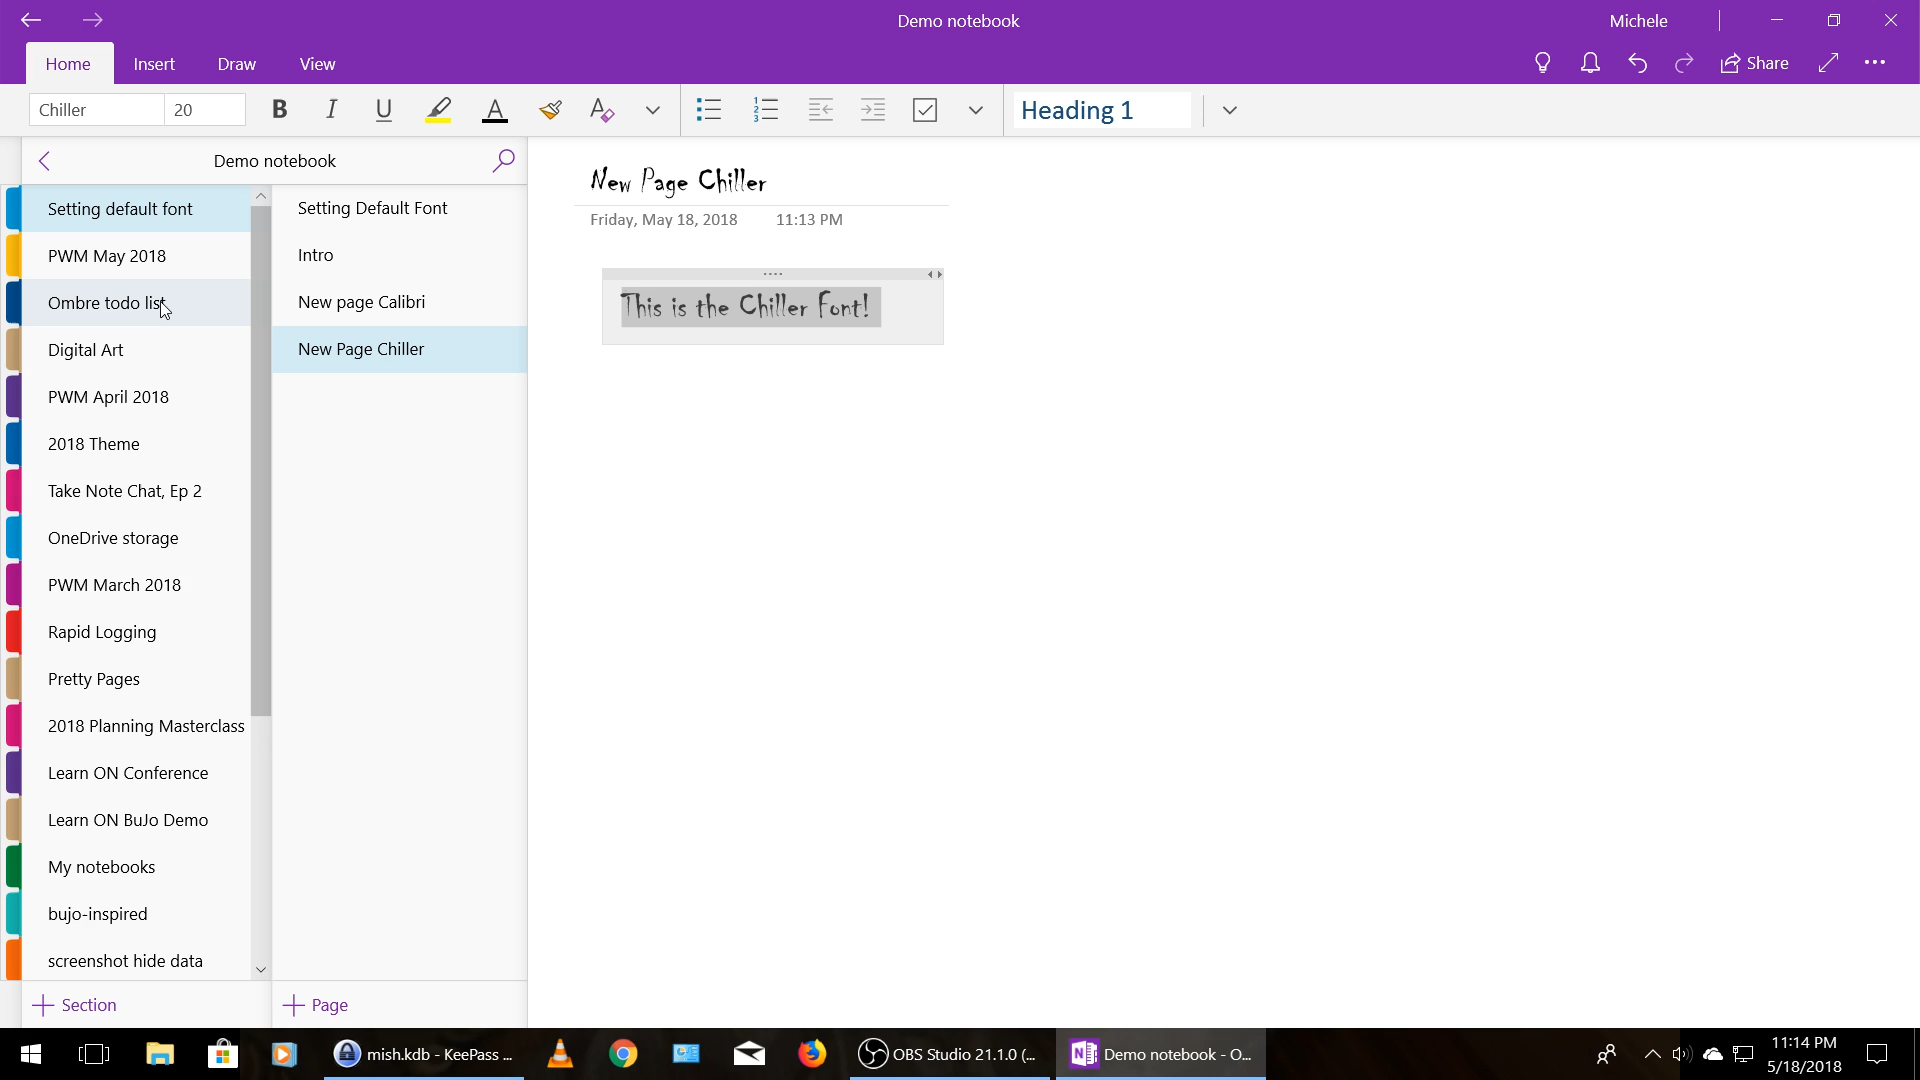 Demo notebook
Michele
Home
Insert
Draw
View
Share
Chiller
20
B
I
U
A
A
Heading 1
Demo notebook
Setting default font
PWM May 2018
Ombre todo list
Digital Art
PWM April 2018
2018 Theme
Take Note Chat, Ep 2
OneDrive storage
PWM March 2018
Rapid Logging
Pretty Pages
2018 Planning Masterclass
Learn ON Conference
Learn ON BuJo Demo
My notebooks
bujo-inspired
screenshot hide data
Section
Setting Default Font
Intro
New page Calibri
New Page Chiller
Page
New Page Chiller
Friday, May 18, 2018 11:13 PM
This is the Chiller Font!
mish.kdb - KeePass ...
OBS Studio 21.1.0 (...
Demo notebook - O...
11:14 PM
5/18/2018